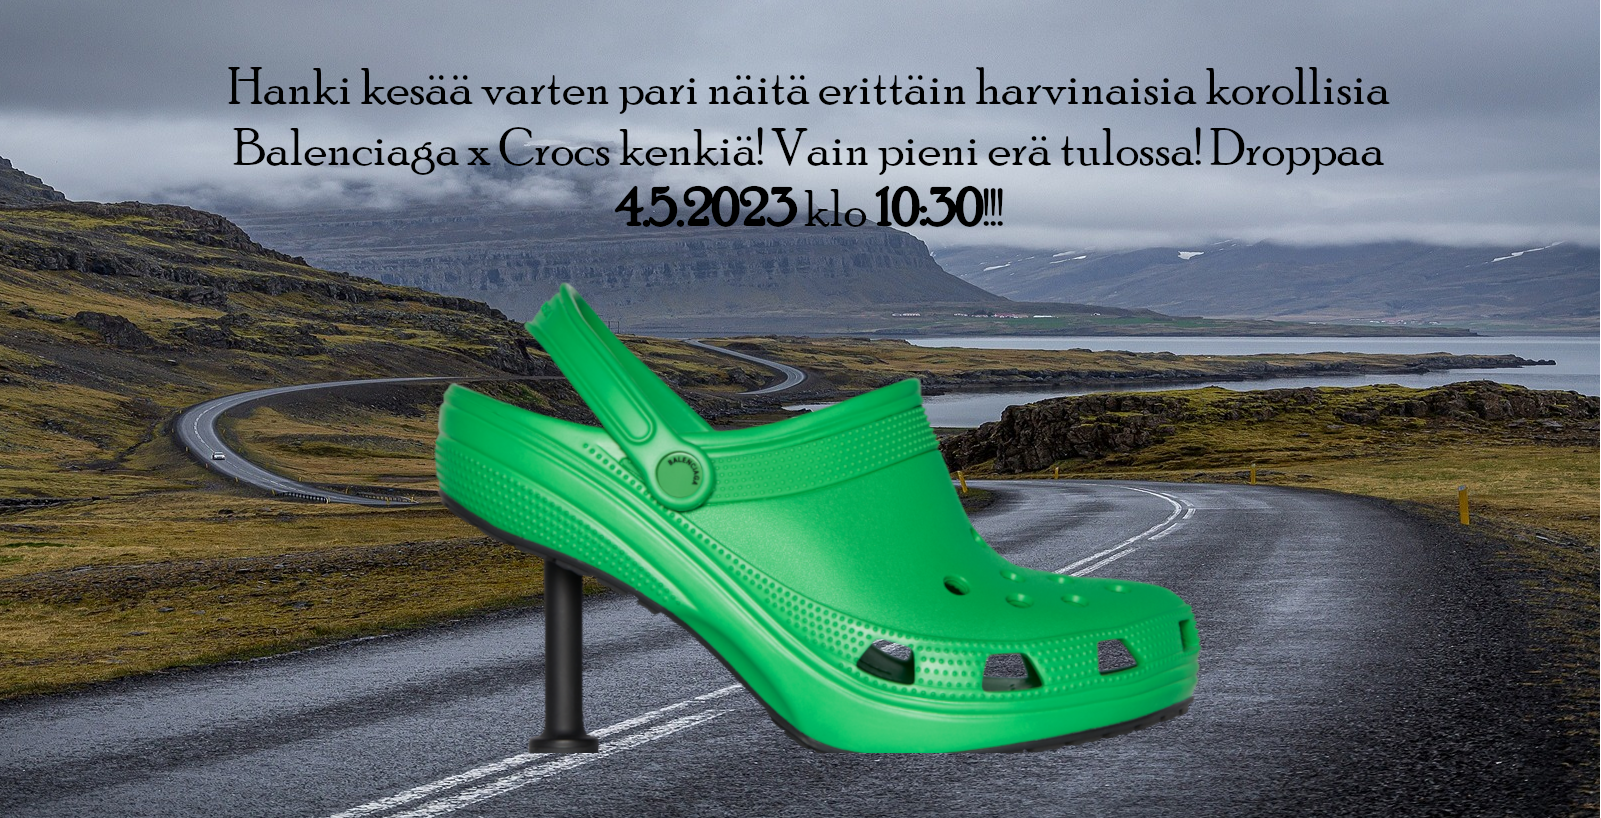 Hanki kesää varten pari näitä erittäin harvinaisia korollisia
Balenciaga x Crocs kenkiä! Vain pieni erä tulossa! Droppaa
4.5.2023 klo 10:30!!!
BALENCIAGA